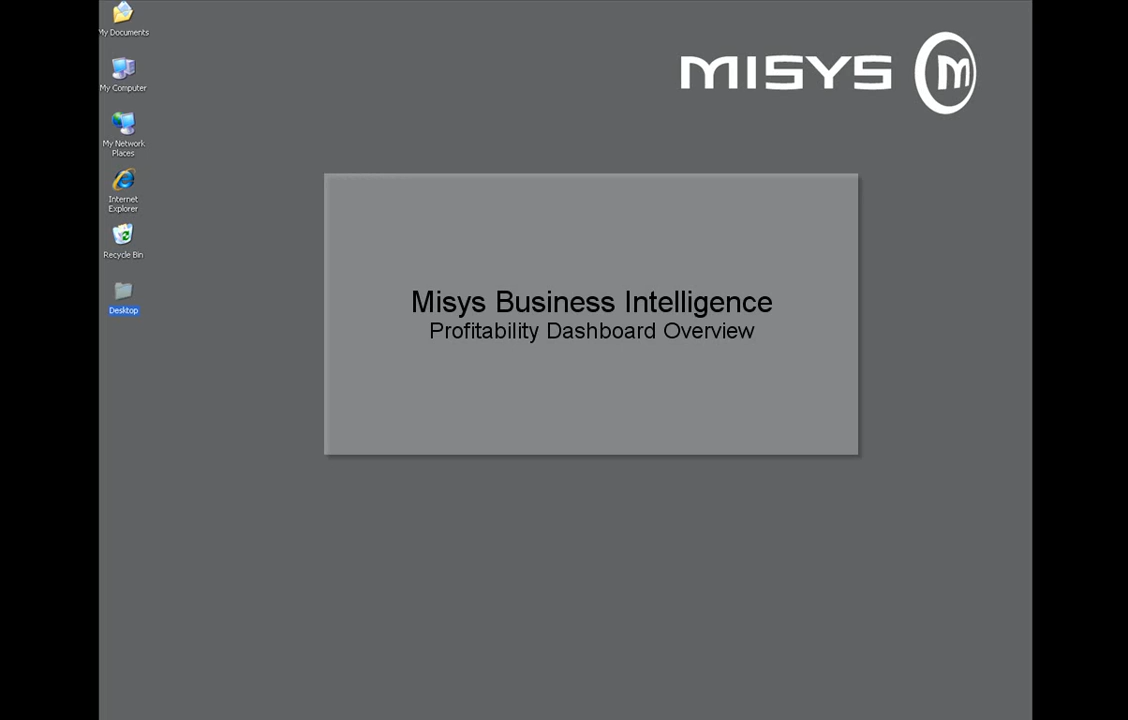 My Documents
My Computer
My Network
Places
Internet
Explorer
Recycle Bin
Desktop
MISYS M
Misys Business Intelligence
Profitability Dashboard Overview